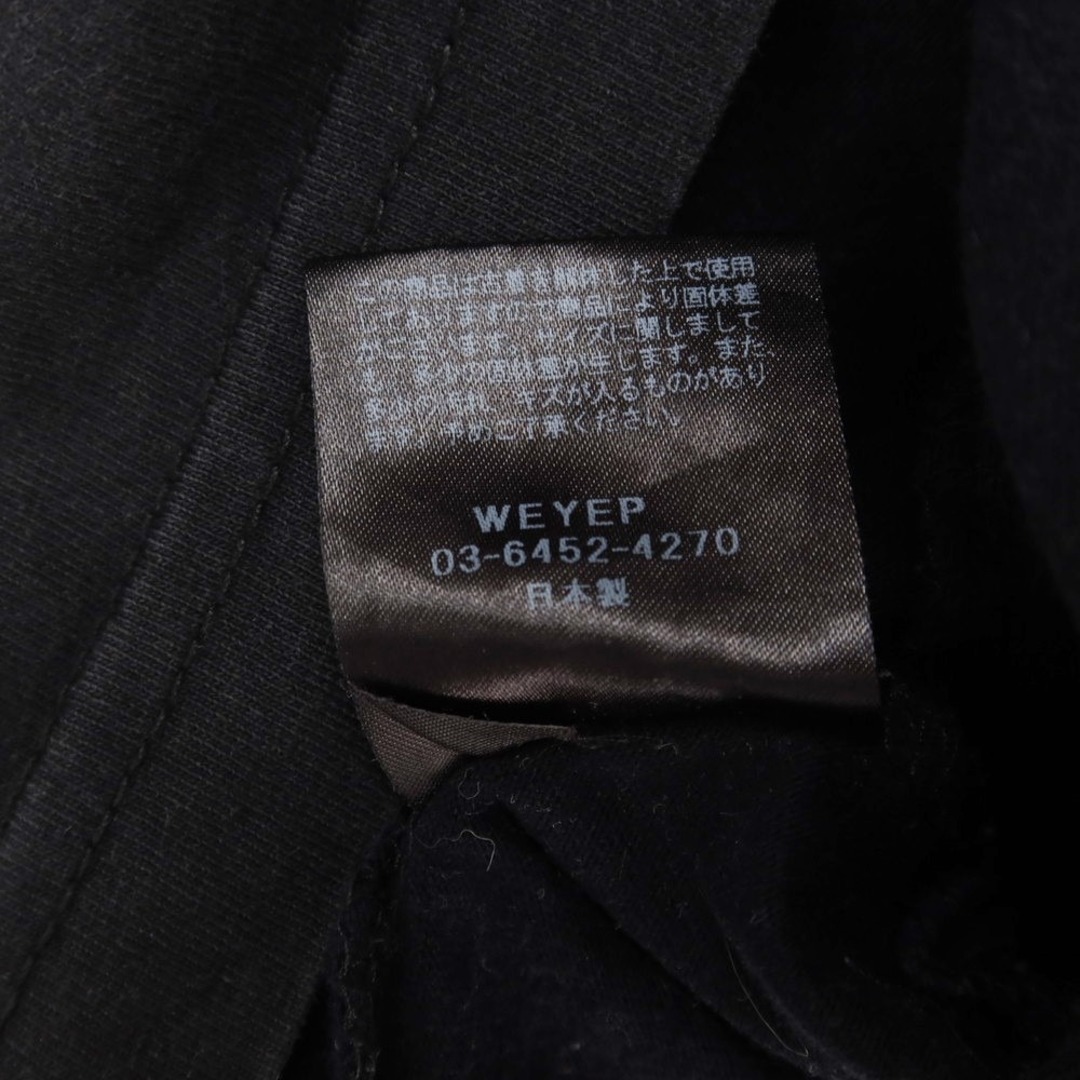 この商品は古着を解体した上で使用
しております。ので商品により固体差
がございます。サイズに関しまして
も、多少の固体差が生じます。また、
多少の汚れ、キズが入るものがあり
ます。予めご了承ください。
WEYEP
03-6452-4270
日本製